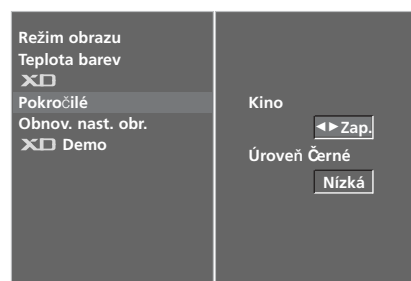 Režim obrazu
Teplota barev
XD
Pokročilé
Obnov. nast. obr.
XD Demo
Kino
◄► Zap.
Úroveň Černé
Nízká